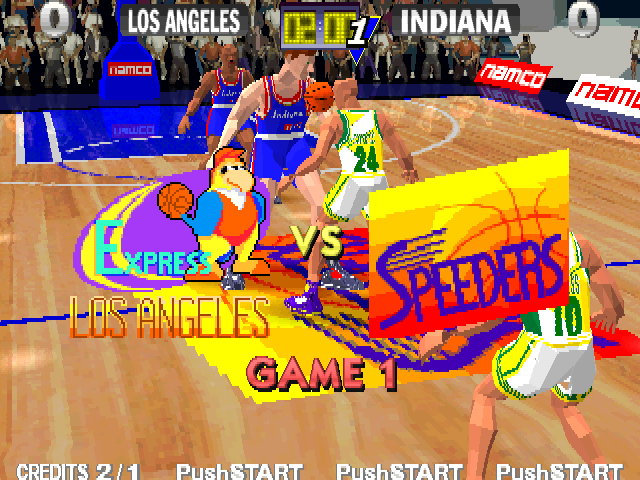 0 LOS ANGELES 02:00 1 INDIANA 0
namco
namco
namco
Indiana
24
EXPRESS
LOS ANGELES
VS
SPEEDERS
10
GAME 1
CREDITS 2/1 PushSTART PushSTART PushSTART